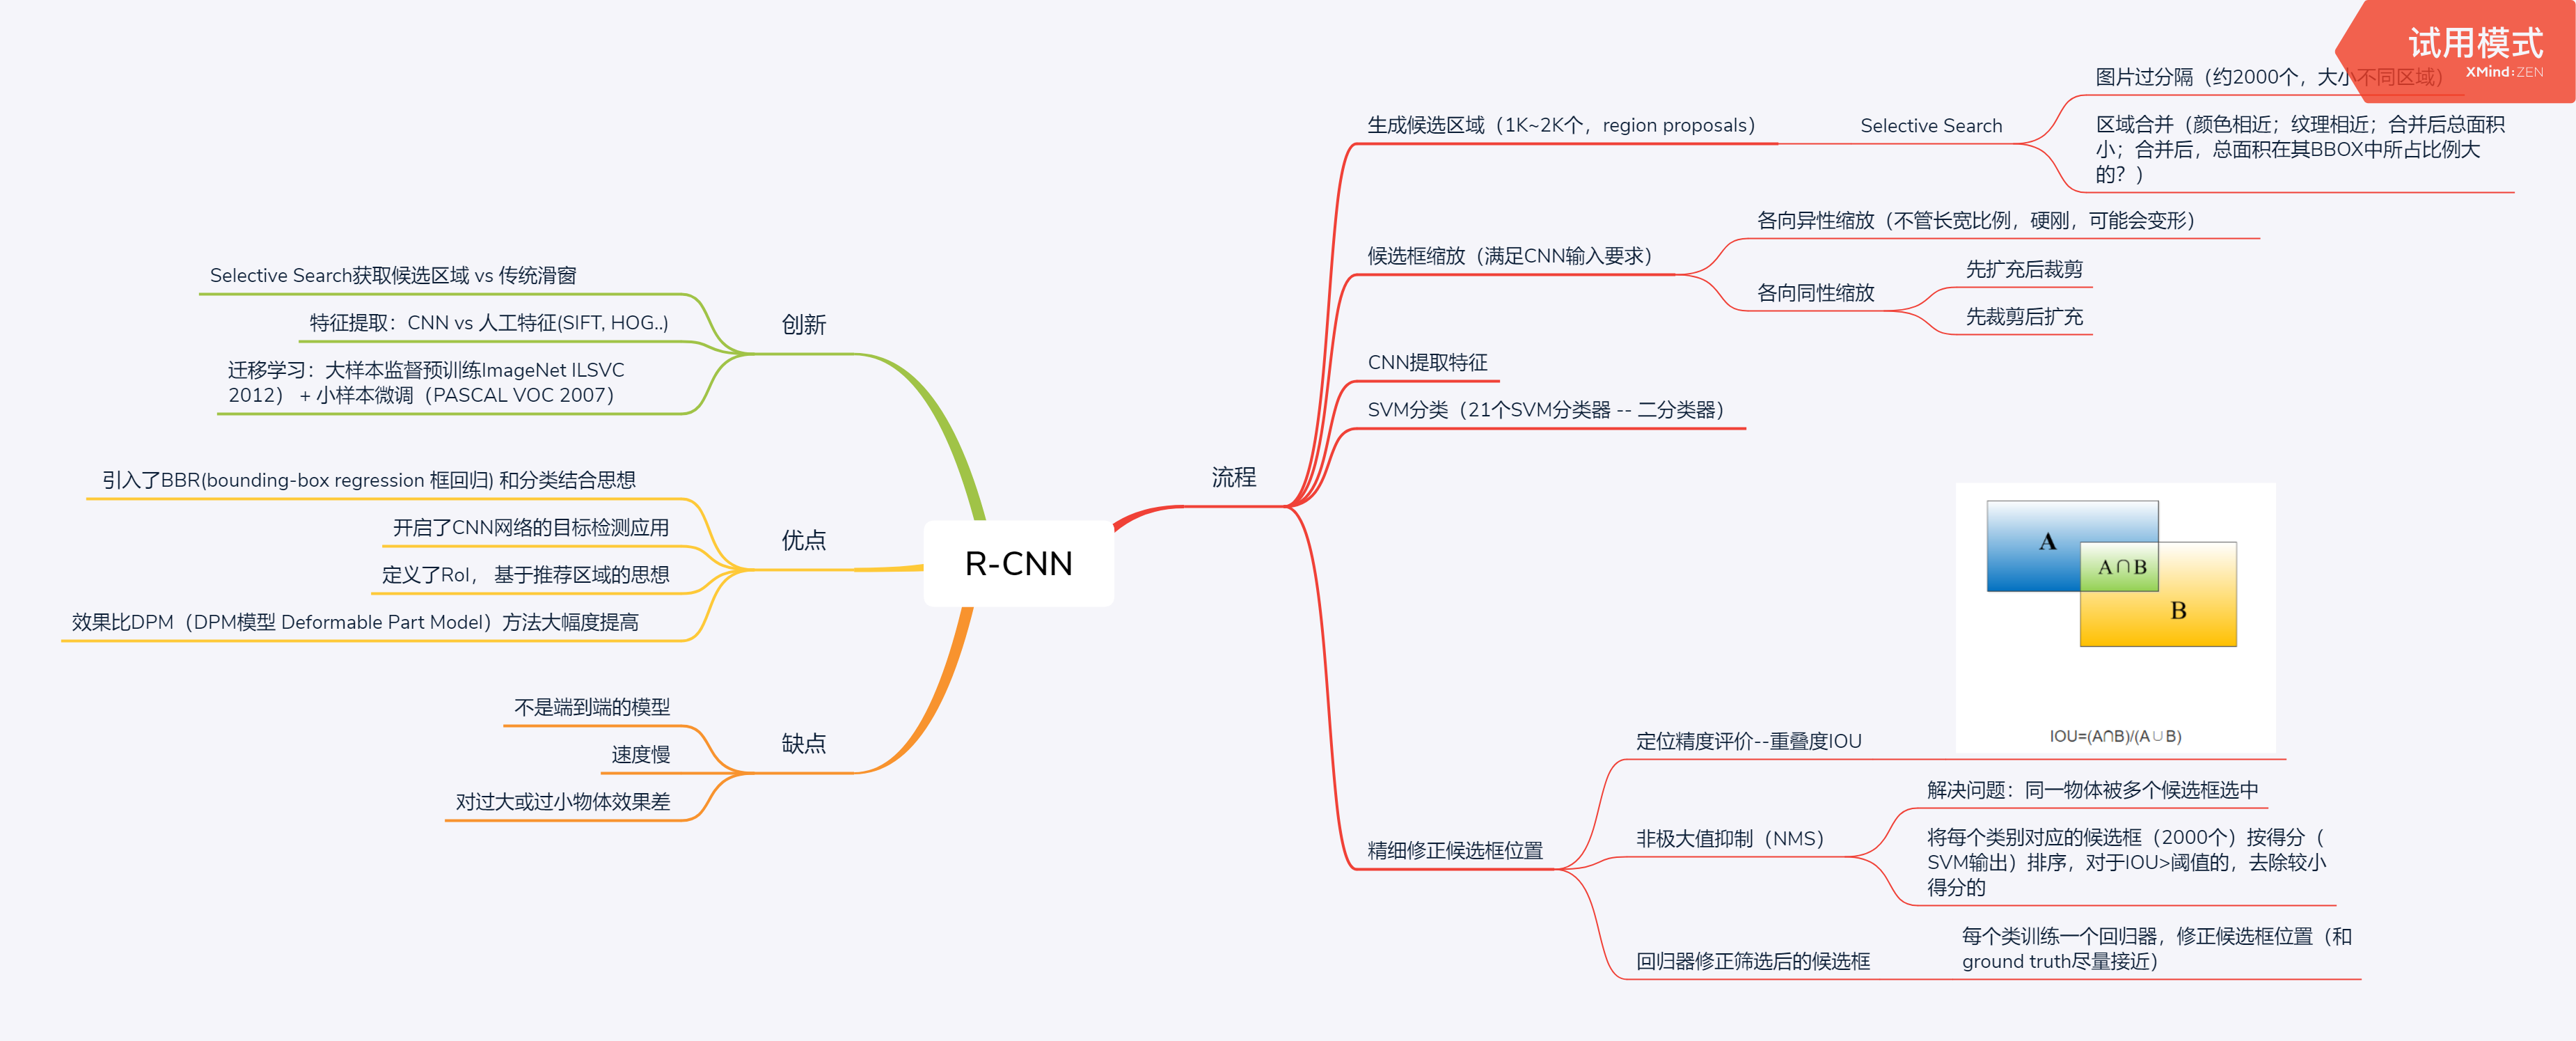 试用模式
XMind:ZEN
R-CNN
流程
生成候选区域（1K~2K个，region proposals）
Selective Search
图片过分隔（约2000个，大小不同区域）
区域合并（颜色相近；纹理相近；合并后总面积
小；合并后，总面积在其BBOX中所占比例大
的？）
候选框缩放（满足CNN输入要求）
各向异性缩放（不管长宽比例，硬刚，可能会变形）
各向同性缩放
先扩充后裁剪
先裁剪后扩充
CNN提取特征
SVM分类（21个SVM分类器 -- 二分类器）
精细修正候选框位置
定位精度评价--重叠度IOU
A
A∩B
B
IOU=(A∩B)/(A∪B)
非极大值抑制（NMS）
解决问题：同一物体被多个候选框选中
将每个类别对应的候选框（2000个）按得分（
SVM输出）排序，对于IOU>阈值的，去除较小
得分的
回归器修正筛选后的候选框
每个类训练一个回归器，修正候选框位置（和
ground truth尽量接近）
创新
Selective Search获取候选区域 vs 传统滑窗
特征提取：CNN vs 人工特征(SIFT, HOG..)
迁移学习：大样本监督预训练ImageNet ILSVC
2012） + 小样本微调（PASCAL VOC 2007）
优点
引入了BBR(bounding-box regression 框回归) 和分类结合思想
开启了CNN网络的目标检测应用
定义了RoI， 基于推荐区域的思想
效果比DPM（DPM模型 Deformable Part Model）方法大幅度提高
缺点
不是端到端的模型
速度慢
对过大或过小物体效果差